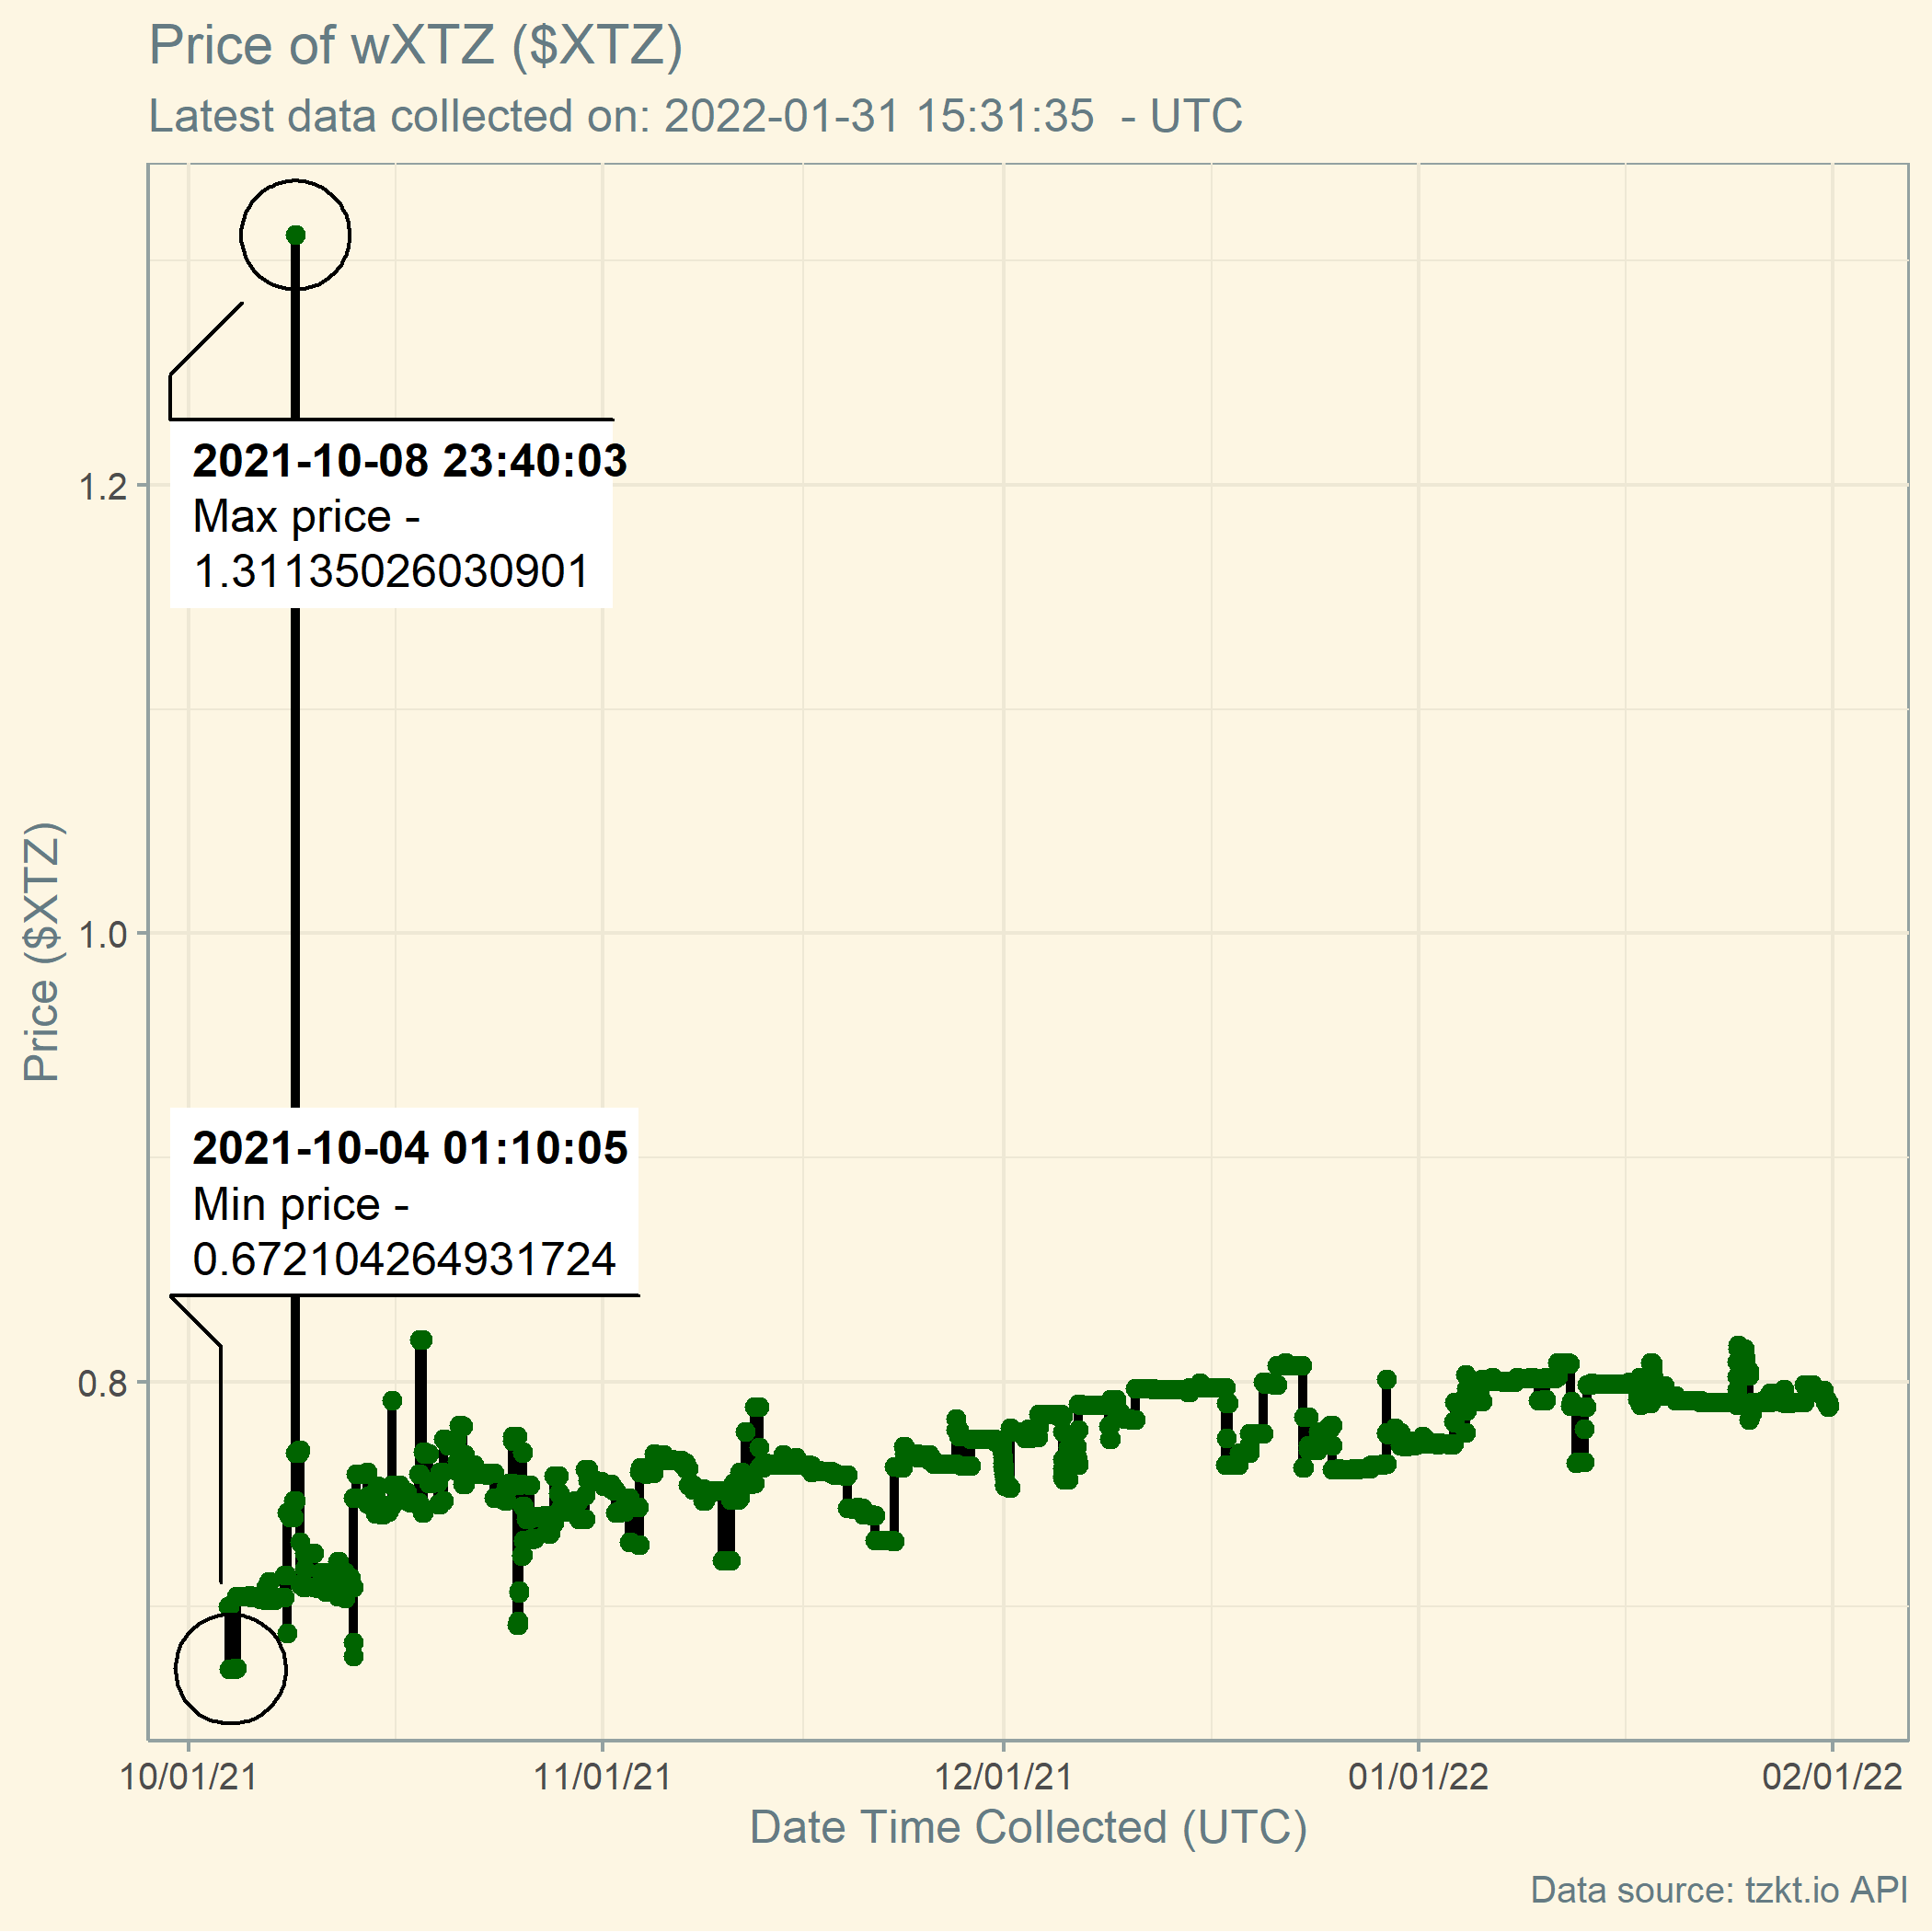 Price of wXTZ ($XTZ)
Latest data collected on: 2022-01-31 15:31:35  - UTC
2021-10-08 23:40:03
Max price -
1.31135026030901
2021-10-04 01:10:05
Min price -
0.672104264931724
Price ($XTZ)
1.2
1.0
0.8
10/01/21
11/01/21
12/01/21
01/01/22
02/01/22
Date Time Collected (UTC)
Data source: tzkt.io API